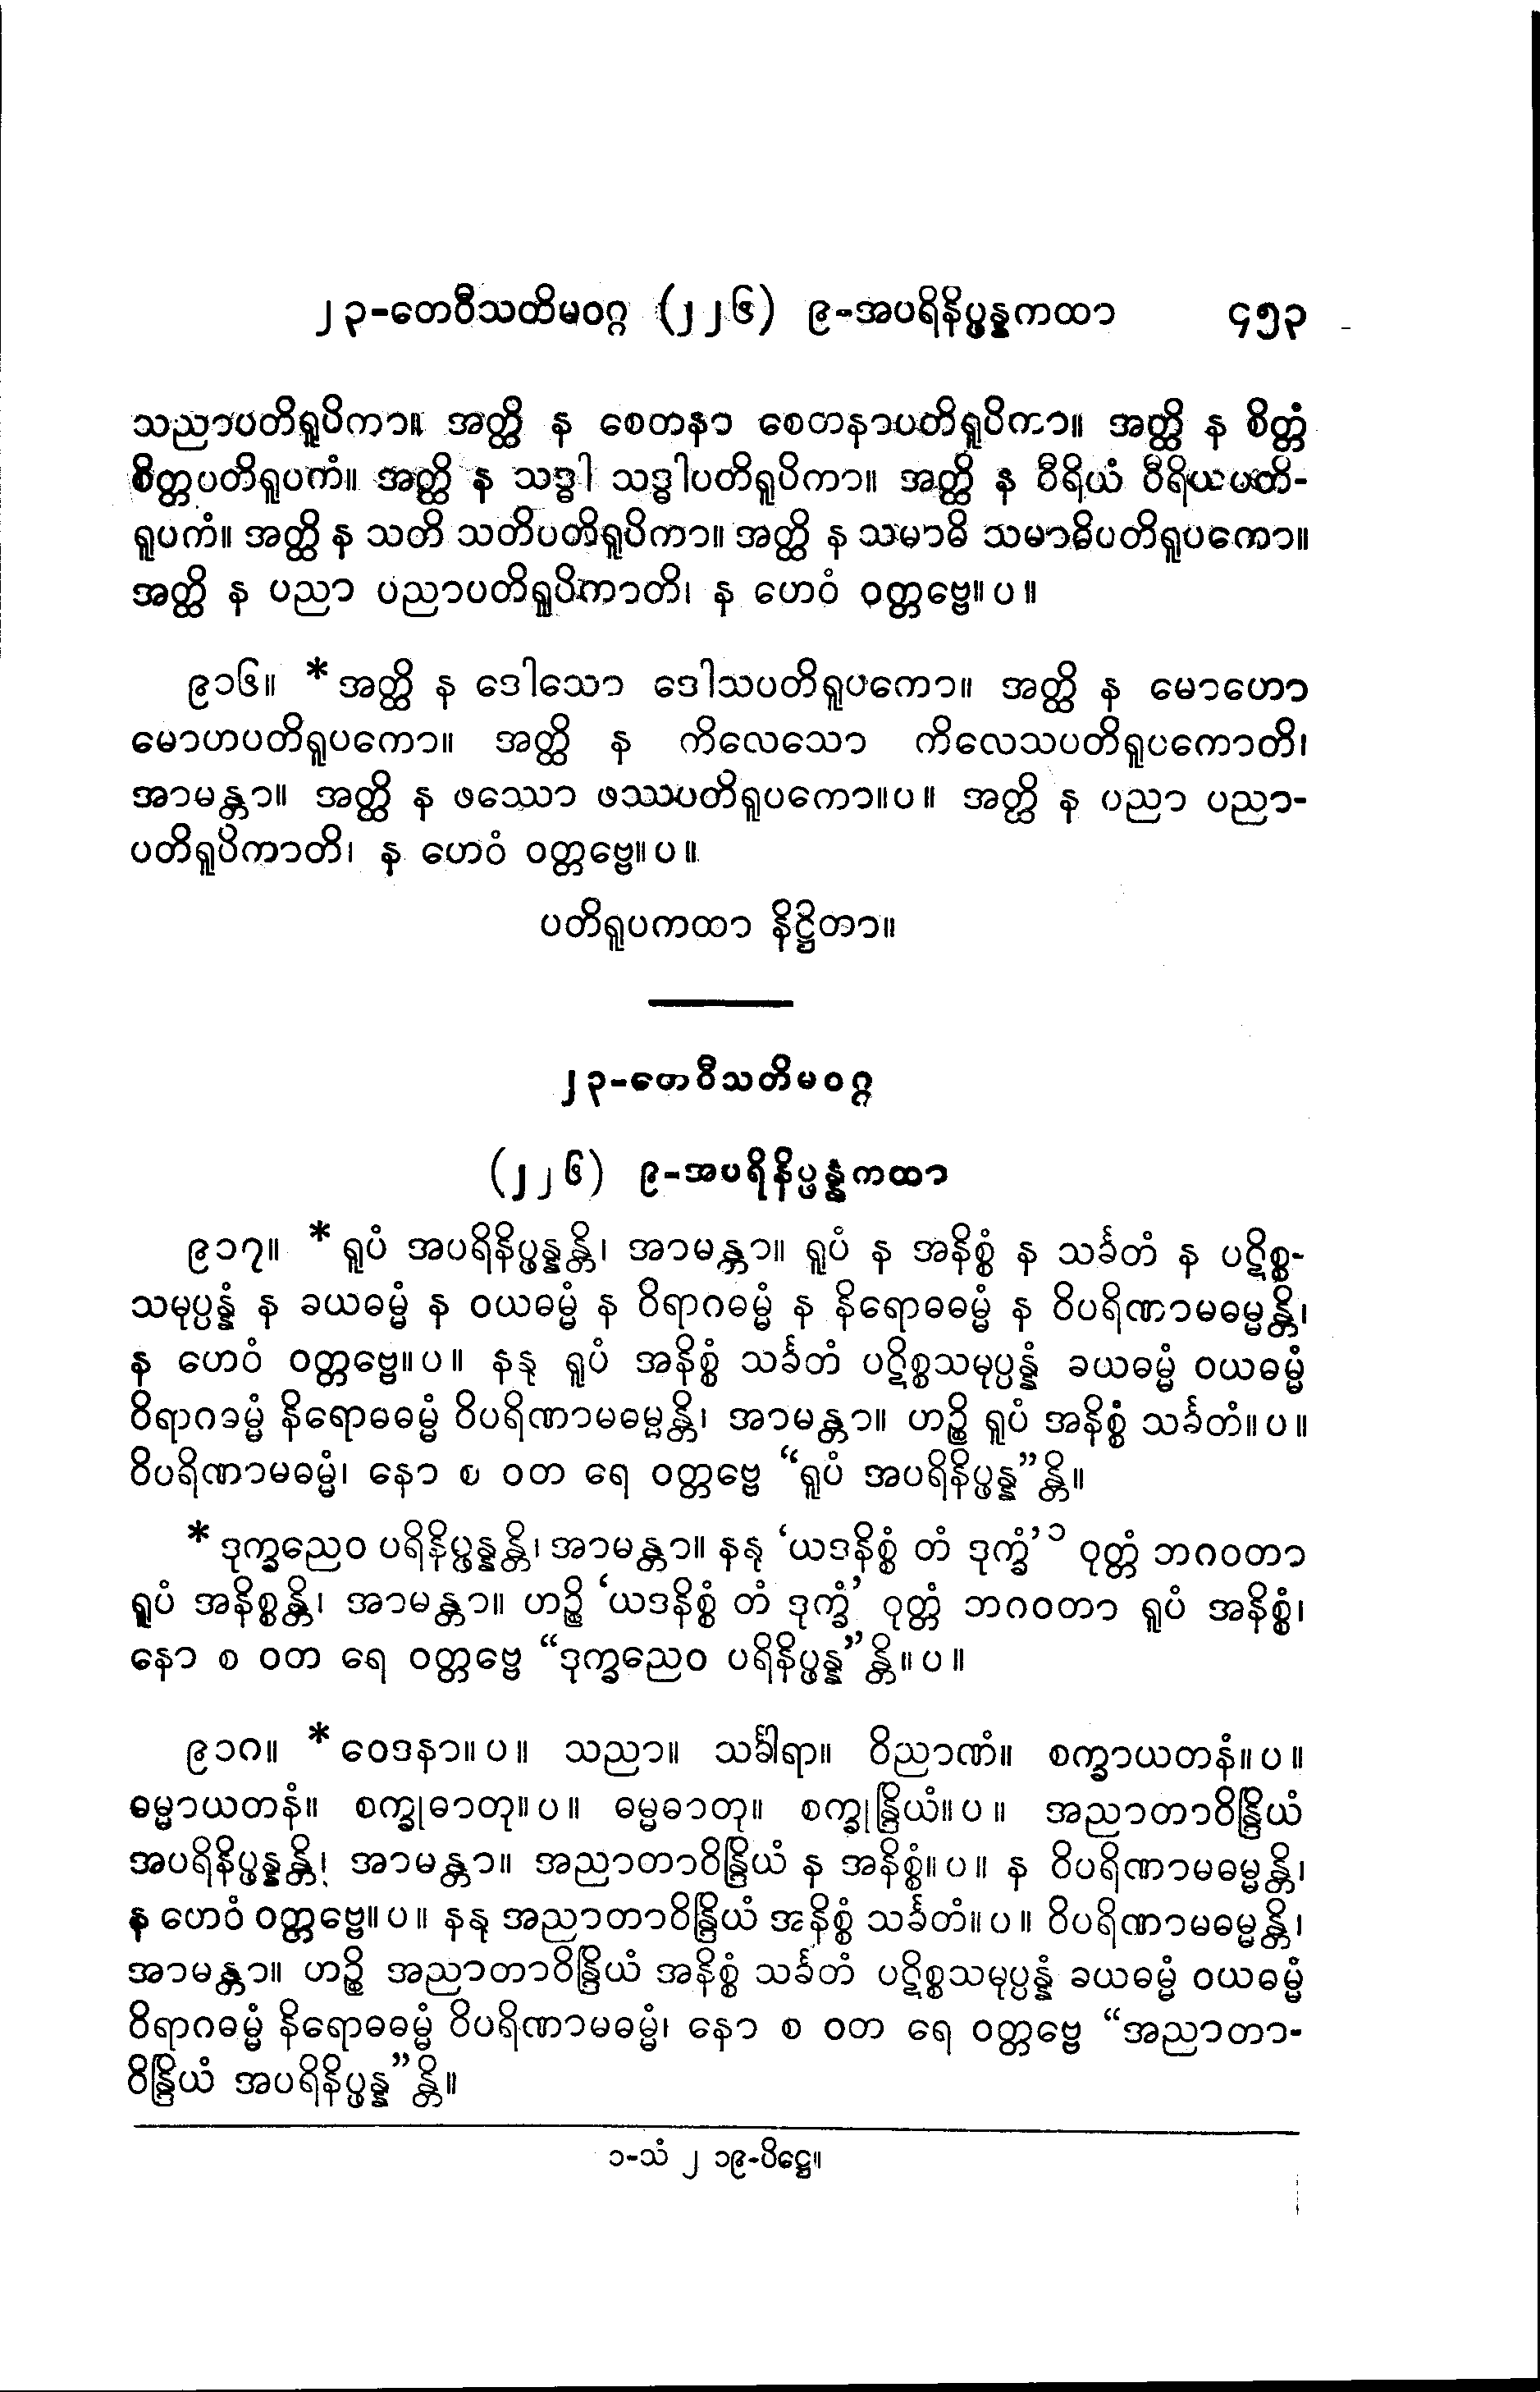 ၂၃-တေဝီသတိမဝဂ္ဂ (၂၂၆) ၉-အပရိနိပ္ဖန္နကထာ ၄၅၃
သညာပတိရူပိကာ။ အတ္ထိ န စေတနာ စေတနာပတိရူပိကာ။ အတ္ထိ န စိတ္တံ
စိတ္တပတိရူပကံ။ အတ္ထိ န သဒ္ဓါ သဒ္ဓါပတိရူပိကာ။ အတ္ထိ န ဝီရိယံ ဝီရိယပတိ-
ရူပကံ။ အတ္ထိ န သတိ သတိပတိရူပိကာ။ အတ္ထိ န သမာဓိ သမာဓိပတိရူပကော။
အတ္ထိ န ပညာ ပညာပတိရူပိကာတိ၊ န ဟေဝံ ဝတ္တဗ္ဗေ။ပ။
၉၁၆။ *အတ္ထိ န ဒေါသော ဒေါသပတိရူပကော။ အတ္ထိ န မောဟော
မောဟပတိရူပကော။ အတ္ထိ န ကိလေသော ကိလေသပတိရူပကောတိ၊
အာမန္တာ။ အတ္ထိ န ဖဿော ဖဿပတိရူပကော။ပ။ အတ္ထိ န ပညာ ပညာ-
ပတိရူပိကာတိ၊ န ဟေဝံ ဝတ္တဗ္ဗေ။ပ။
ပတိရူပကထာ နိဋ္ဌိတာ။
၂၃-တေဝီသတိမဝဂ္ဂ
(၂၂၆) ၉-အပရိနိပ္ဖန္နကထာ
၉၁၇။ *ရူပံ အပရိနိပ္ဖန္နန္တိ၊ အာမန္တာ။ ရူပံ န အနိစ္စံ န သင်္ခတံ န ပဋိစ္စ-
သမုပ္ပန္နံ န ခယဓမ္မံ န ဝယဓမ္မံ န ဝိရာဂဓမ္မံ န နိရောဓဓမ္မံ န ဝိပရိဏာမဓမ္မန္တိ၊
န ဟေဝံ ဝတ္တဗ္ဗေ။ပ။ နနု ရူပံ အနိစ္စံ သင်္ခတံ ပဋိစ္စသမုပ္ပန္နံ ခယဓမ္မံ ဝယဓမ္မံ
ဝိရာဂဓမ္မံ နိရောဓဓမ္မံ ဝိပရိဏာမဓမ္မန္တိ၊ အာမန္တာ။ ဟဉ္စိ ရူပံ အနိစ္စံ သင်္ခတံ။ပ။
ဝိပရိဏာမဓမ္မံ၊ နော စ ဝတ ရေ ဝတ္တဗ္ဗေ “ရူပံ အပရိနိပ္ဖန္န”န္တိ။
*ဒုက္ခညေဝ ပရိနိပ္ဖန္နန္တိ၊ အာမန္တာ။ နနု ‘ယဒနိစ္စံ တံ ဒုက္ခံ’၁ ဝုတ္တံ ဘဂဝတာ
ရူပံ အနိစ္စန္တိ၊ အာမန္တာ။ ဟဉ္စိ ‘ယဒနိစ္စံ တံ ဒုက္ခံ’ ဝုတ္တံ ဘဂဝတာ ရူပံ အနိစ္စံ၊
နော စ ဝတ ရေ ဝတ္တဗ္ဗေ “ဒုက္ခညေဝ ပရိနိပ္ဖန္န”န္တိ။ပ။
၉၁၈။ *ဝေဒနာ။ပ။ သညာ။ သင်္ခါရာ။ ဝိညာဏံ။ စက္ခာယတနံ။ပ။
ဓမ္မာယတနံ။ စက္ခုဓာတု။ပ။ ဓမ္မဓာတု။ စက္ခုန္ဒြိယံ။ပ။ အညာတာဝိန္ဒြိယံ
အပရိနိပ္ဖန္နန္တိ၊ အာမန္တာ။ အညာတာဝိန္ဒြိယံ န အနိစ္စံ။ပ။ န ဝိပရိဏာမဓမ္မန္တိ၊
န ဟေဝံ ဝတ္တဗ္ဗေ။ပ။ နနု အညာတာဝိန္ဒြိယံ အနိစ္စံ သင်္ခတံ။ပ။ ဝိပရိဏာမဓမ္မန္တိ၊
အာမန္တာ။ ဟဉ္စိ အညာတာဝိန္ဒြိယံ အနိစ္စံ သင်္ခတံ ပဋိစ္စသမုပ္ပန္နံ ခယဓမ္မံ ဝယဓမ္မံ
ဝိရာဂဓမ္မံ နိရောဓဓမ္မံ ဝိပရိဏာမဓမ္မံ၊ နော စ ဝတ ရေ ဝတ္တဗ္ဗေ “အညာတာ-
ဝိန္ဒြိယံ အပရိနိပ္ဖန္န”န္တိ။
၁-သံ ၂ ၁၉-ပိဋ္ဌေ။